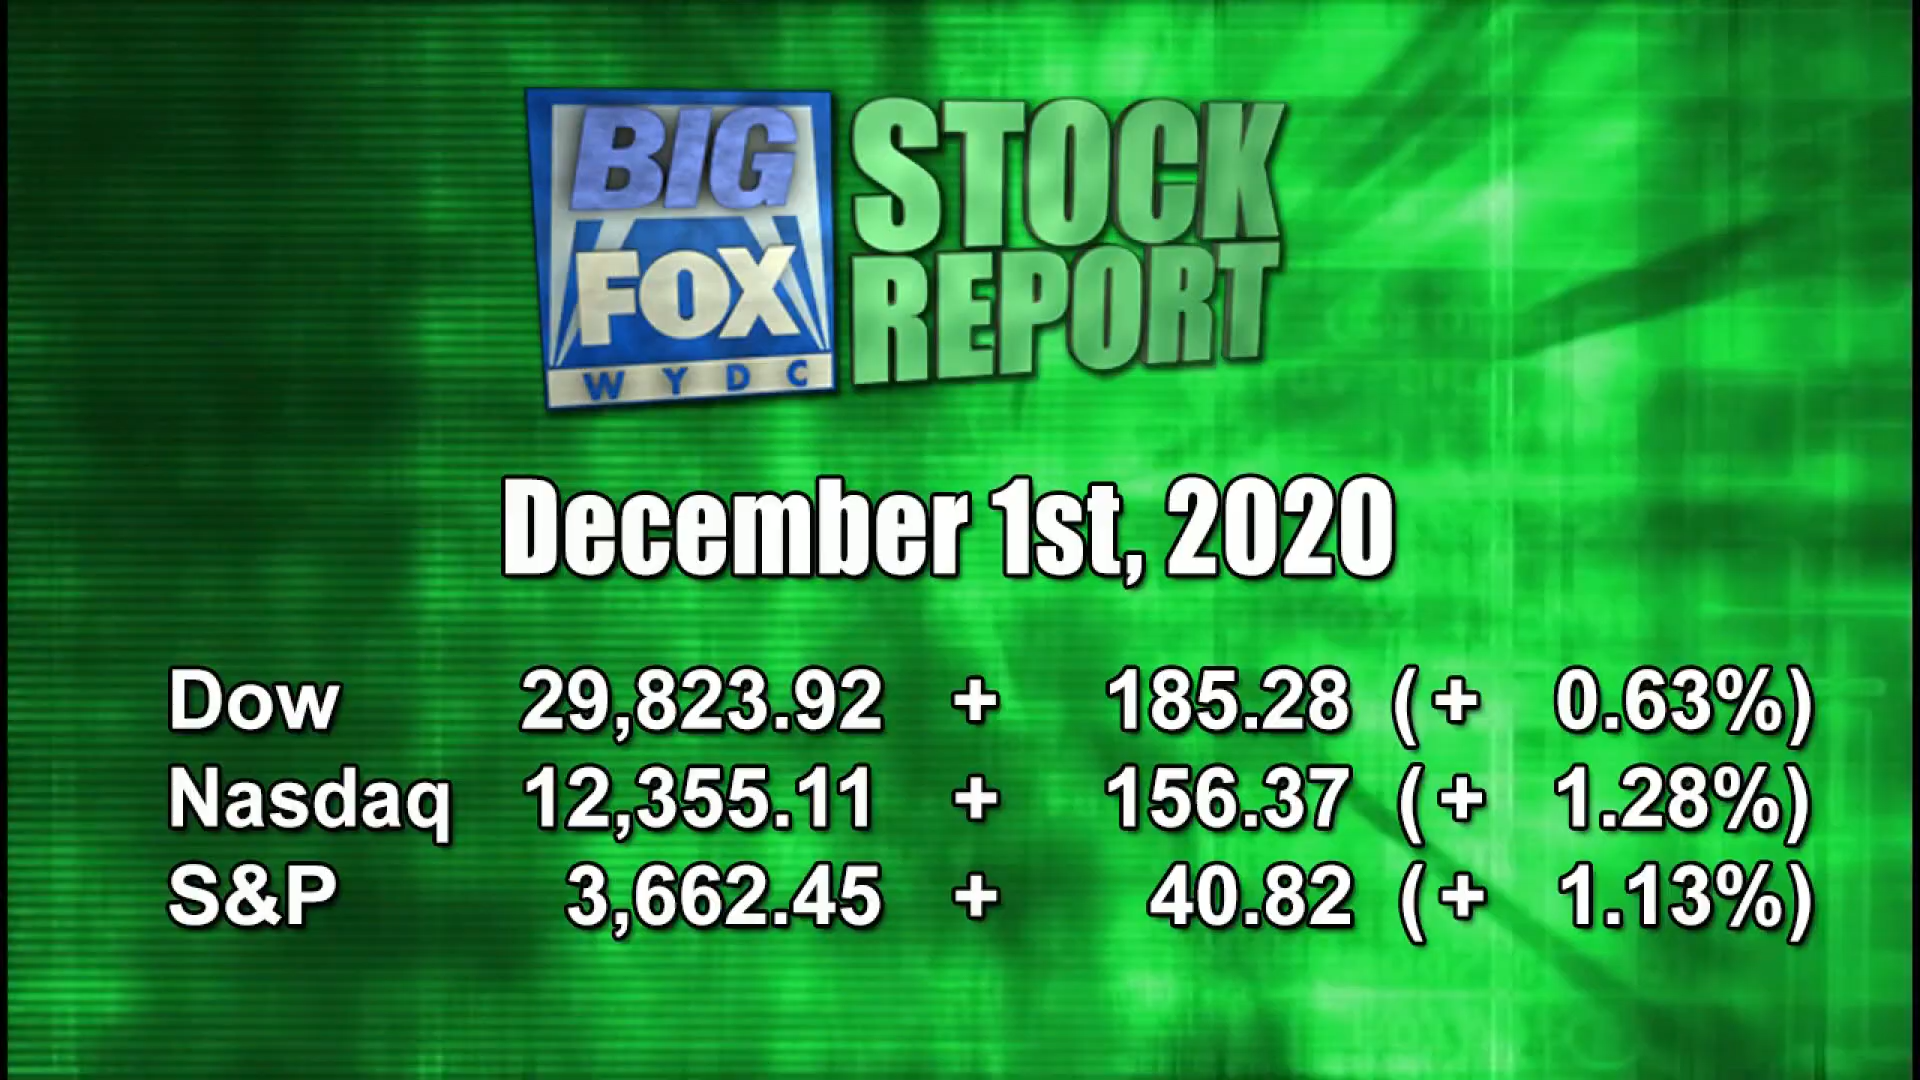 BIG
FOX
WYDC
STOCK
REPORT
December 1st, 2020
Dow 29,823.92 + 185.28 (+ 0.63%)
Nasdaq 12,355.11 + 156.37 (+ 1.28%)
S&P 3,662.45 + 40.82 (+ 1.13%)